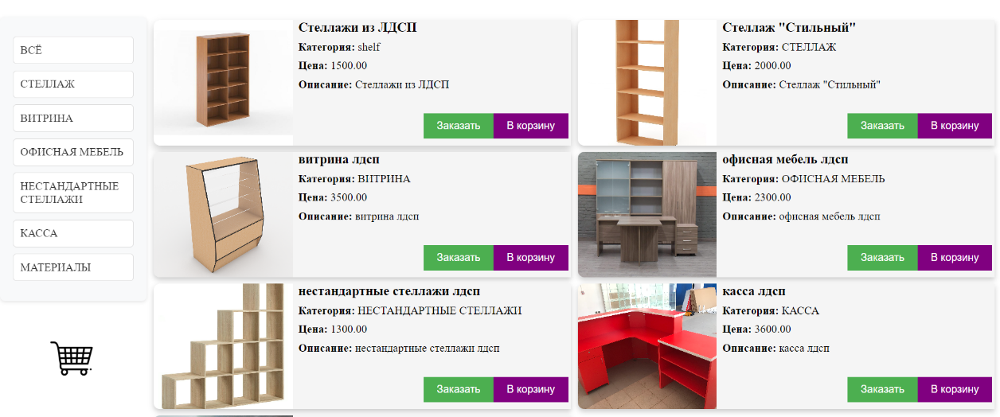 ВСЁ
СТЕЛЛАЖ
ВИТРИНА
ОФИСНАЯ МЕБЕЛЬ
НЕСТАНДАРТНЫЕ
СТЕЛЛАЖИ
КАССА
МАТЕРИАЛЫ
Стеллажи из ЛДСП
Категория: shelf
Цена: 1500.00
Описание: Стеллажи из ЛДСП
Заказать В корзину
Стеллаж "Стильный"
Категория: СТЕЛЛАЖ
Цена: 2000.00
Описание: Стеллаж "Стильный"
Заказать В корзину
витрина лдсп
Категория: ВИТРИНА
Цена: 3500.00
Описание: витрина лдсп
Заказать В корзину
офисная мебель лдсп
Категория: ОФИСНАЯ МЕБЕЛЬ
Цена: 2300.00
Описание: офисная мебель лдсп
Заказать В корзину
нестандартные стеллажи лдсп
Категория: НЕСТАНДАРТНЫЕ СТЕЛЛАЖИ
Цена: 1300.00
Описание: нестандартные стеллажи лдсп
Заказать В корзину
касса лдсп
Категория: КАССА
Цена: 3600.00
Описание: касса лдсп
Заказать В корзину